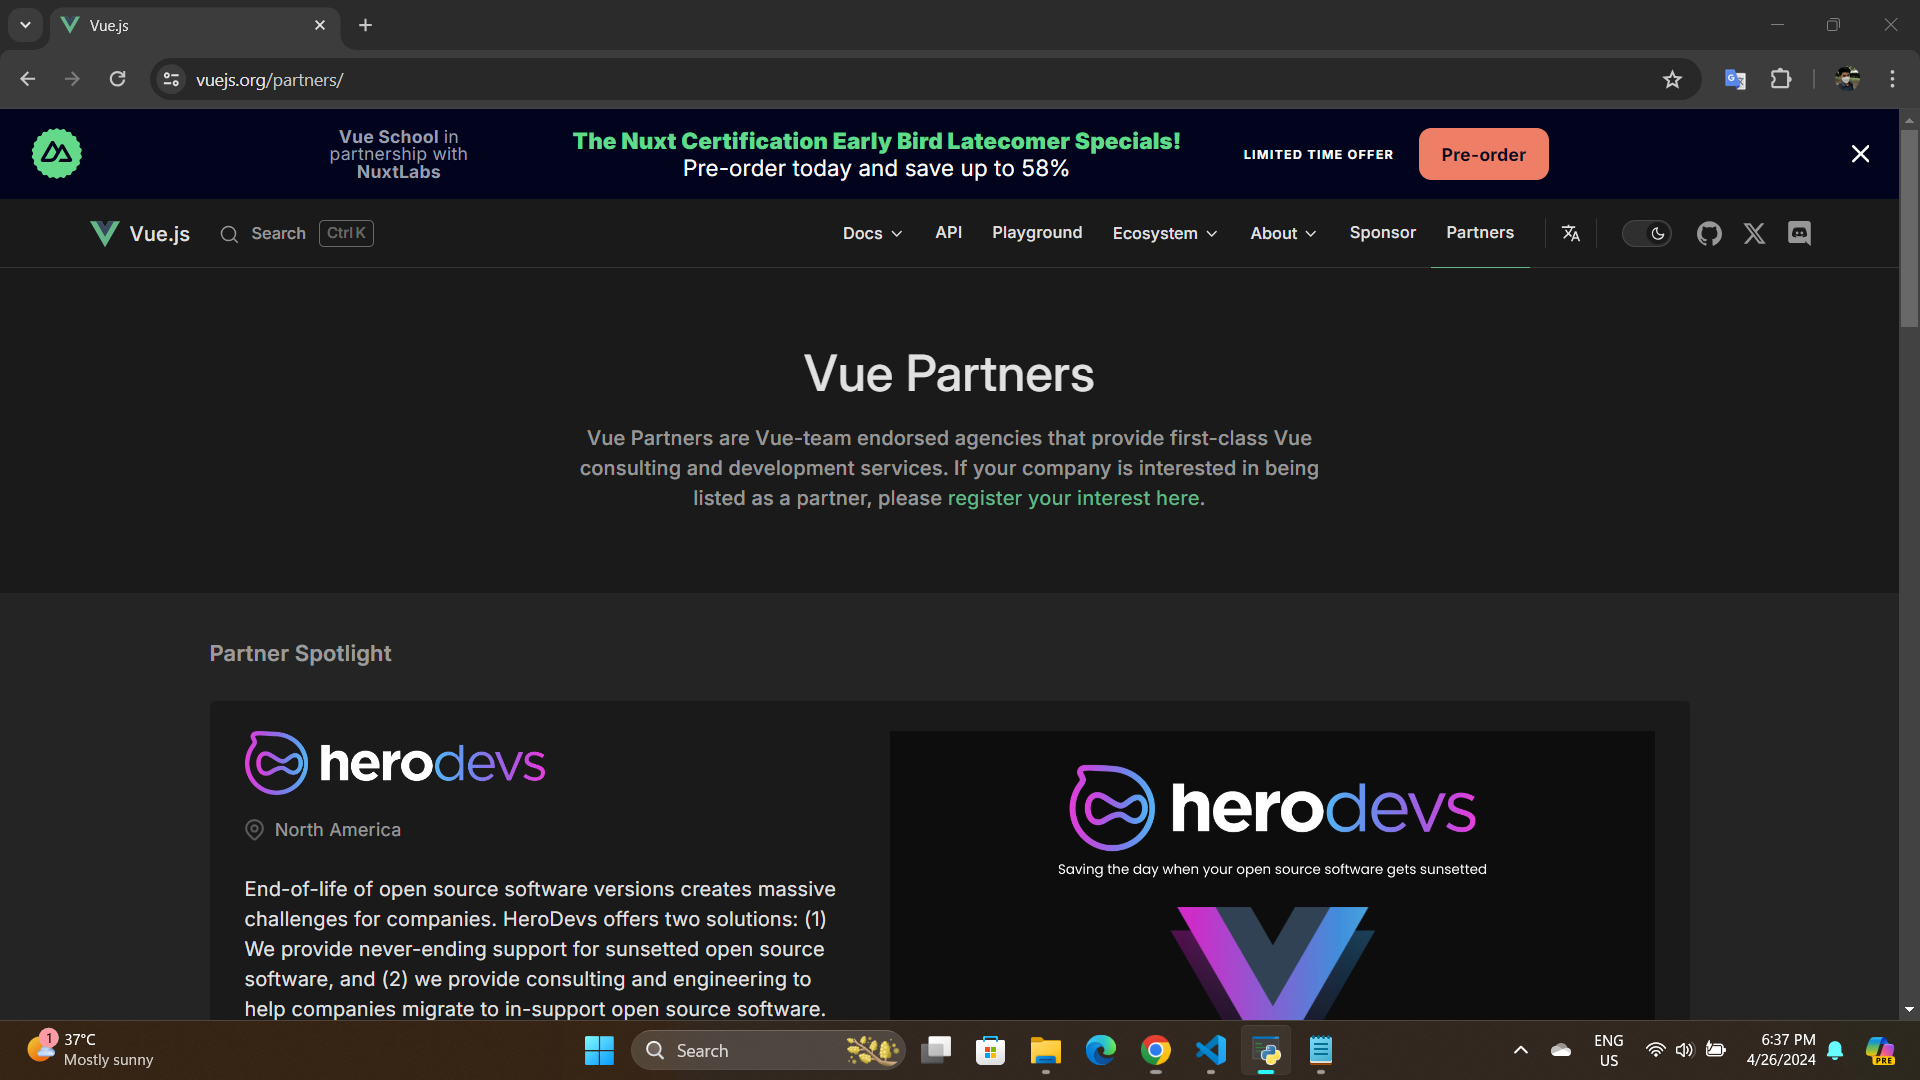 Vue.js
vuejs.org/partners/
Vue School in
partnership with
NuxtLabs
The Nuxt Certification Early Bird Latecomer Specials!
Pre-order today and save up to 58%
LIMITED TIME OFFER
Pre-order
Vue.js
Search
Ctrl K
Docs
API
Playground
Ecosystem
About
Sponsor
Partners
Vue Partners
Vue Partners are Vue-team endorsed agencies that provide first-class Vue
consulting and development services. If your company is interested in being
listed as a partner, please register your interest here.
Partner Spotlight
herodevs
North America
End-of-life of open source software versions creates massive
challenges for companies. HeroDevs offers two solutions: (1)
We provide never-ending support for sunsetted open source
software, and (2) we provide consulting and engineering to
help companies migrate to in-support open source software.
herodevs
Saving the day when your open source software gets sunsetted
1
37°C
Mostly sunny
Search
ENG
US
6:37 PM
4/26/2024
PRE